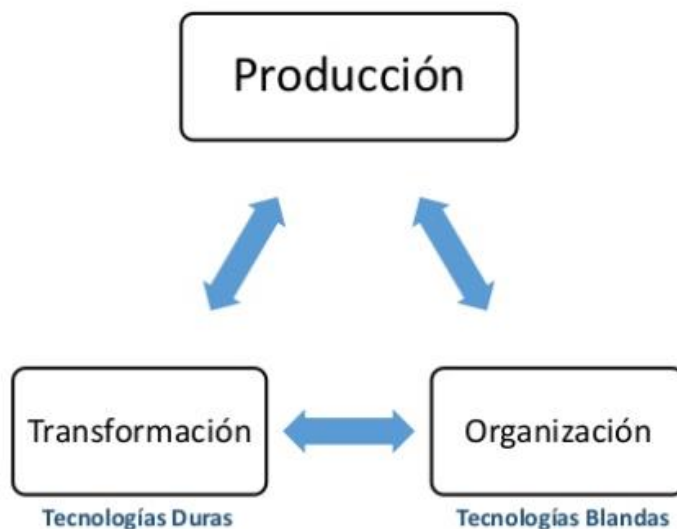 Producción
Transformación
Organización
Tecnologías Duras
Tecnologías Blandas